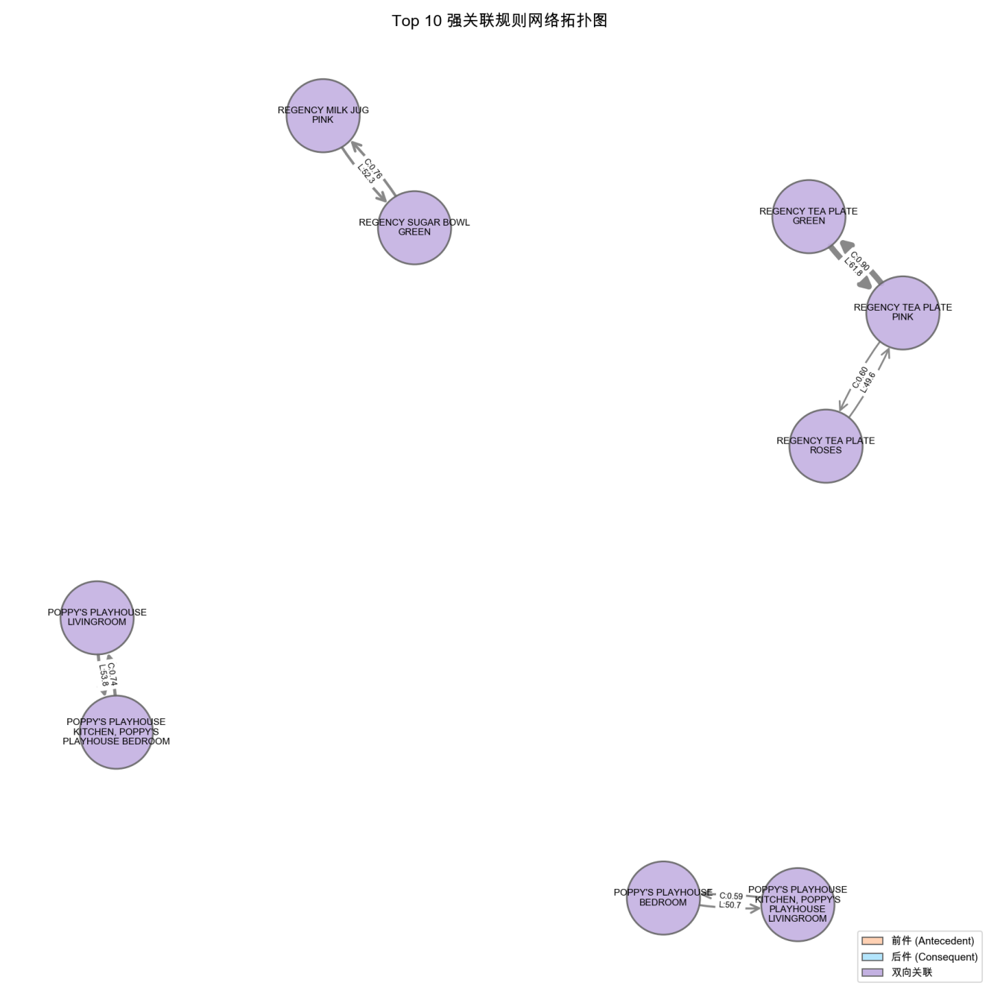 Top 10 强关联规则网络拓扑图
REGENCY MILK JUG
PINK
C:0.76
L:52.3
REGENCY SUGAR BOWL
GREEN
REGENCY TEA PLATE
GREEN
C:0.90
L:61.8
REGENCY TEA PLATE
PINK
C:0.60
L:49.6
REGENCY TEA PLATE
ROSES
POPPY'S PLAYHOUSE
LIVINGROOM
C:0.74
L:53.8
POPPY'S PLAYHOUSE
KITCHEN, POPPY'S
PLAYHOUSE BEDROOM
POPPY'S PLAYHOUSE
BEDROOM
C:0.59
L:50.7
POPPY'S PLAYHOUSE
KITCHEN, POPPY'S
PLAYHOUSE
LIVINGROOM
前件 (Antecedent)
后件 (Consequent)
双向关联